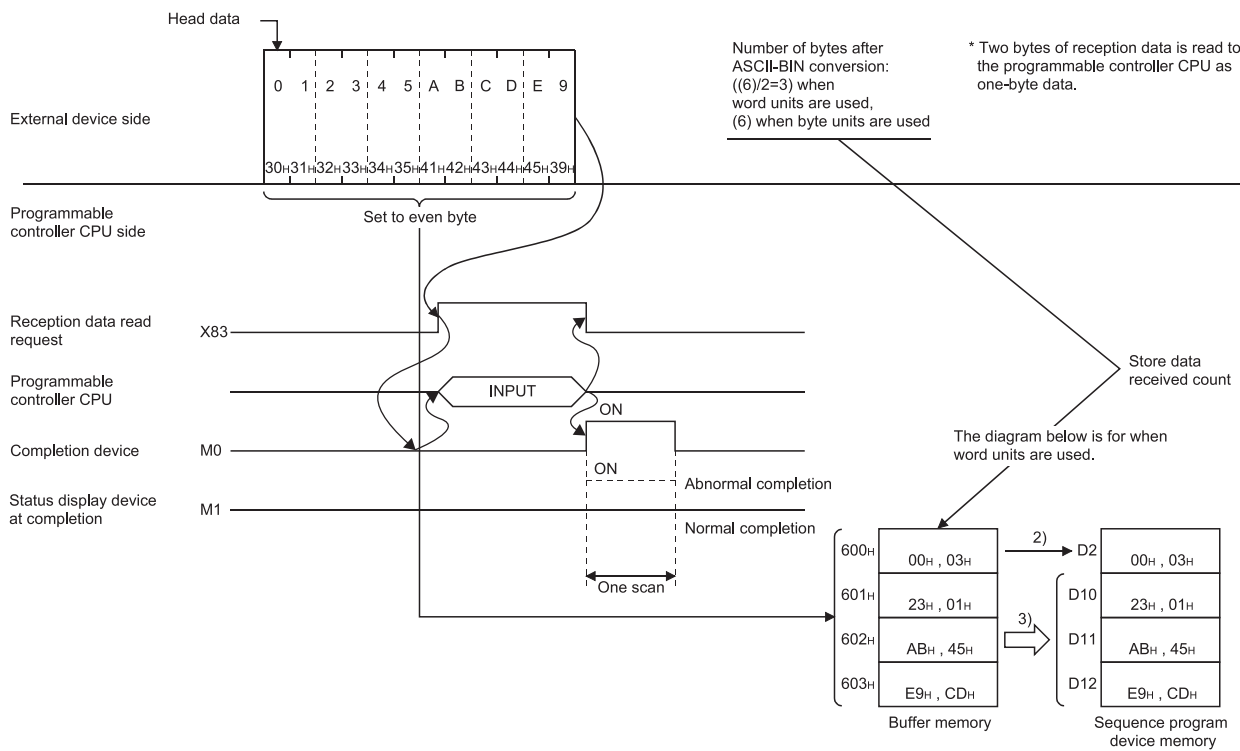 Head data
Number of bytes after
ASCII-BIN conversion:
((6)/2=3) when
word units are used,
(6) when byte units are used
* Two bytes of reception data is read to
the programmable controller CPU as
one-byte data.
0 1 2 3 4 5 A B C D E 9
External device side
30H 31H 32H 33H 34H 35H 41H 42H 43H 44H 45H 39H
Programmable
controller CPU side
Set to even byte
Reception data read
request
X83
Programmable
controller CPU
INPUT
Store data
received count
ON
Completion device
M0
The diagram below is for when
word units are used.
ON
Abnormal completion
Status display device
at completion
M1
Normal completion
One scan
600H
00H , 03H
2)
D2
00H , 03H
601H
23H , 01H
D10
23H , 01H
602H
ABH , 45H
3)
D11
ABH , 45H
603H
E9H , CDH
D12
E9H , CDH
Buffer memory
Sequence program
device memory